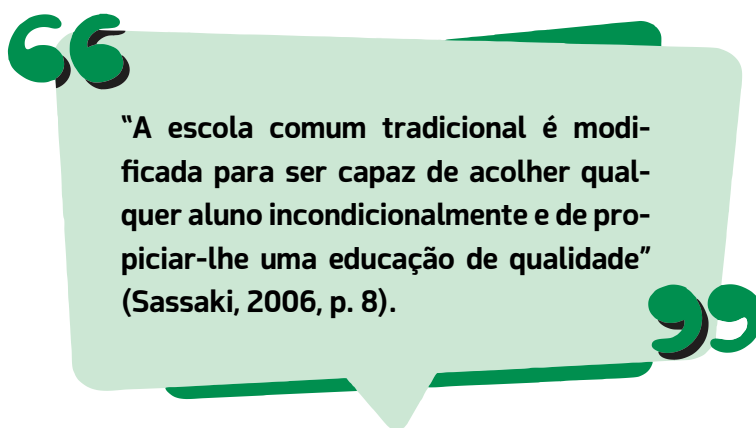 “A escola comum tradicional é modi-
ficada para ser capaz de acolher qual-
quer aluno incondicionalmente e de pro-
piciar-lhe uma educação de qualidade”
(Sassaki, 2006, p. 8).